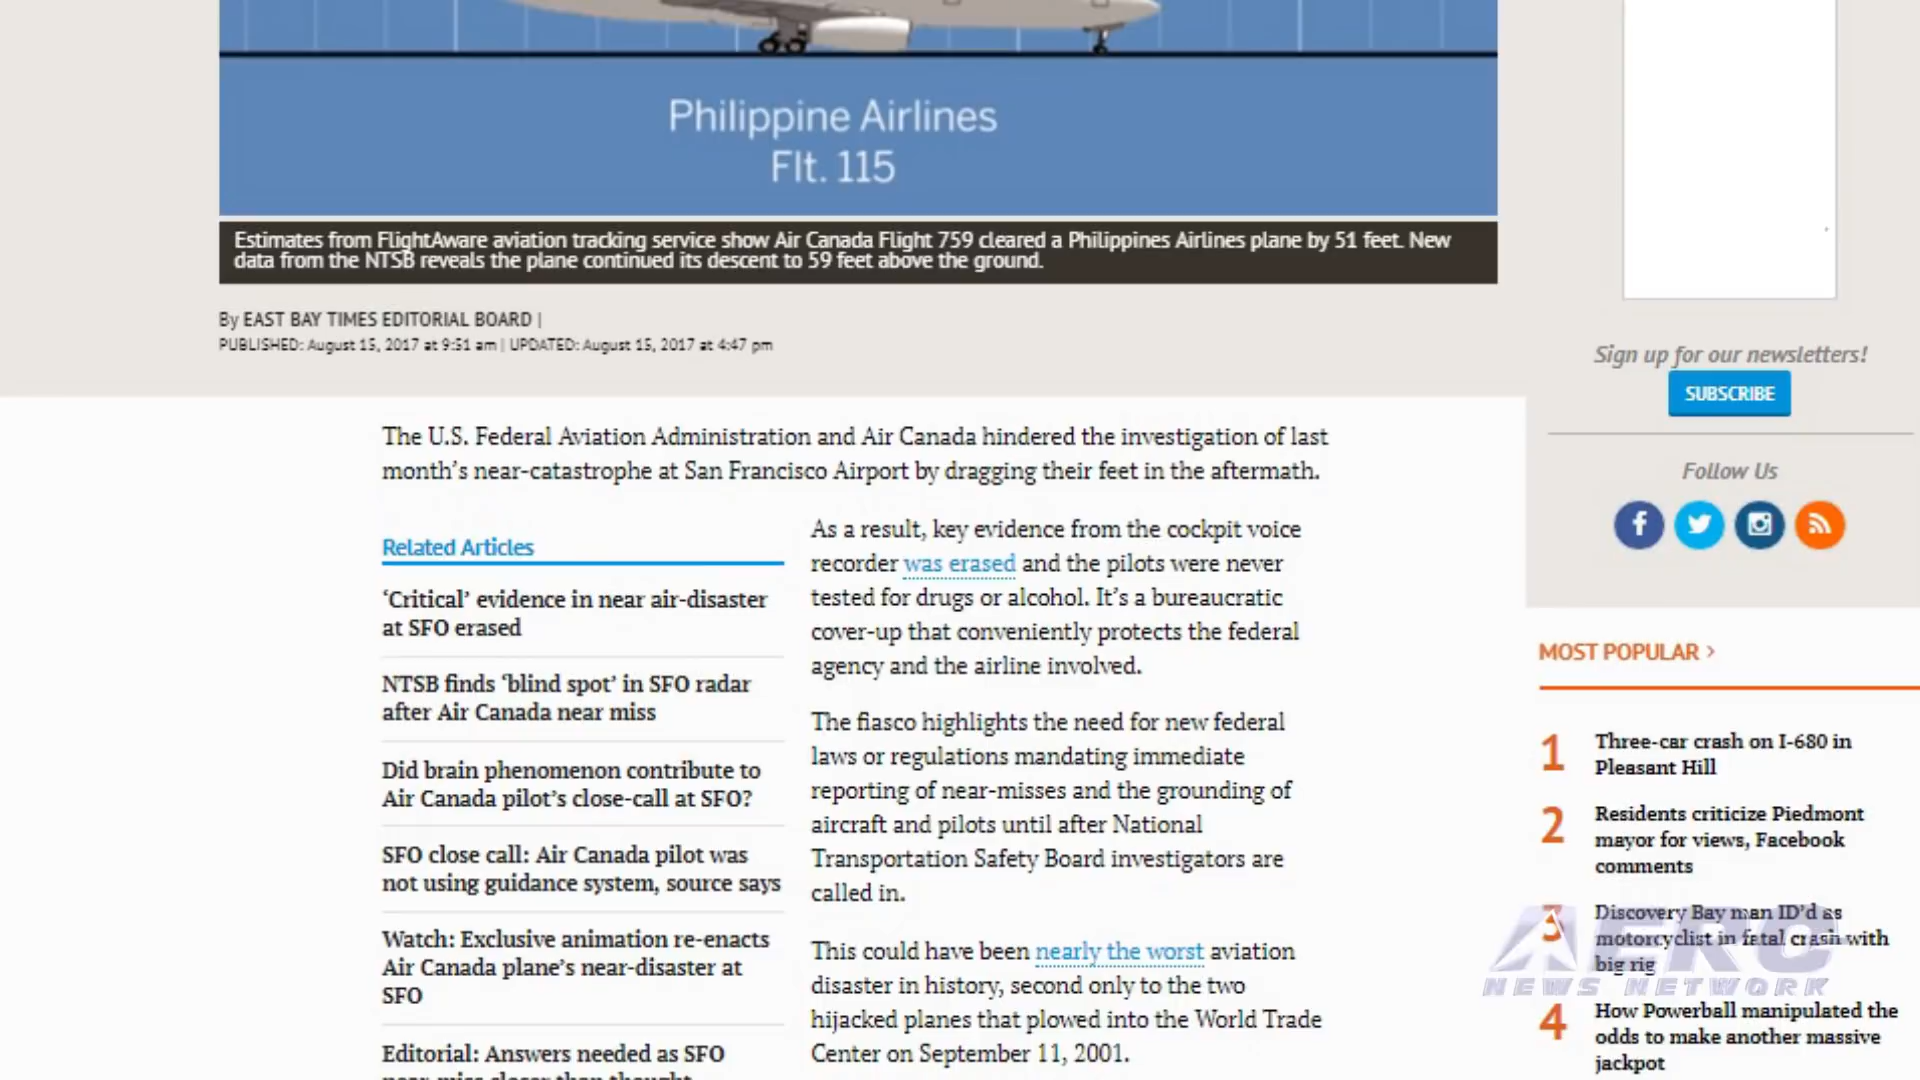 Philippine Airlines
Flt. 115
Estimates from FlightAware aviation tracking service show Air Canada Flight 759 cleared a Philippines Airlines plane by 51 feet. New
data from the NTSB reveals the plane continued its descent to 59 feet above the ground.
By EAST BAY TIMES EDITORIAL BOARD |
PUBLISHED: August 15, 2017 at 9:51 am | UPDATED: August 15, 2017 at 4:47 pm
The U.S. Federal Aviation Administration and Air Canada hindered the investigation of last
month's near-catastrophe at San Francisco Airport by dragging their feet in the aftermath.
Related Articles
'Critical' evidence in near air-disaster
at SFO erased
NTSB finds 'blind spot' in SFO radar
after Air Canada near miss
Did brain phenomenon contribute to
Air Canada pilot's close-call at SFO?
SFO close call: Air Canada pilot was
not using guidance system, source says
Watch: Exclusive animation re-enacts
Air Canada plane's near-disaster at
SFO
Editorial: Answers needed as SFO
near-miss closer than thought
As a result, key evidence from the cockpit voice
recorder was erased and the pilots were never
tested for drugs or alcohol. It's a bureaucratic
cover-up that conveniently protects the federal
agency and the airline involved.
The fiasco highlights the need for new federal
laws or regulations mandating immediate
reporting of near-misses and the grounding of
aircraft and pilots until after National
Transportation Safety Board investigators are
called in.
This could have been nearly the worst aviation
disaster in history, second only to the two
hijacked planes that plowed into the World Trade
Center on September 11, 2001.
Sign up for our newsletters!
SUBSCRIBE
Follow Us
MOST POPULAR >
1
Three-car crash on I-680 in
Pleasant Hill
2
Residents criticize Piedmont
mayor for views, Facebook
comments
3
Discovery Bay man ID'd as
motorcyclist in fatal crash with
big rig
4
How Powerball manipulated the
odds to make another massive
jackpot
AERO
NEWS NETWORK